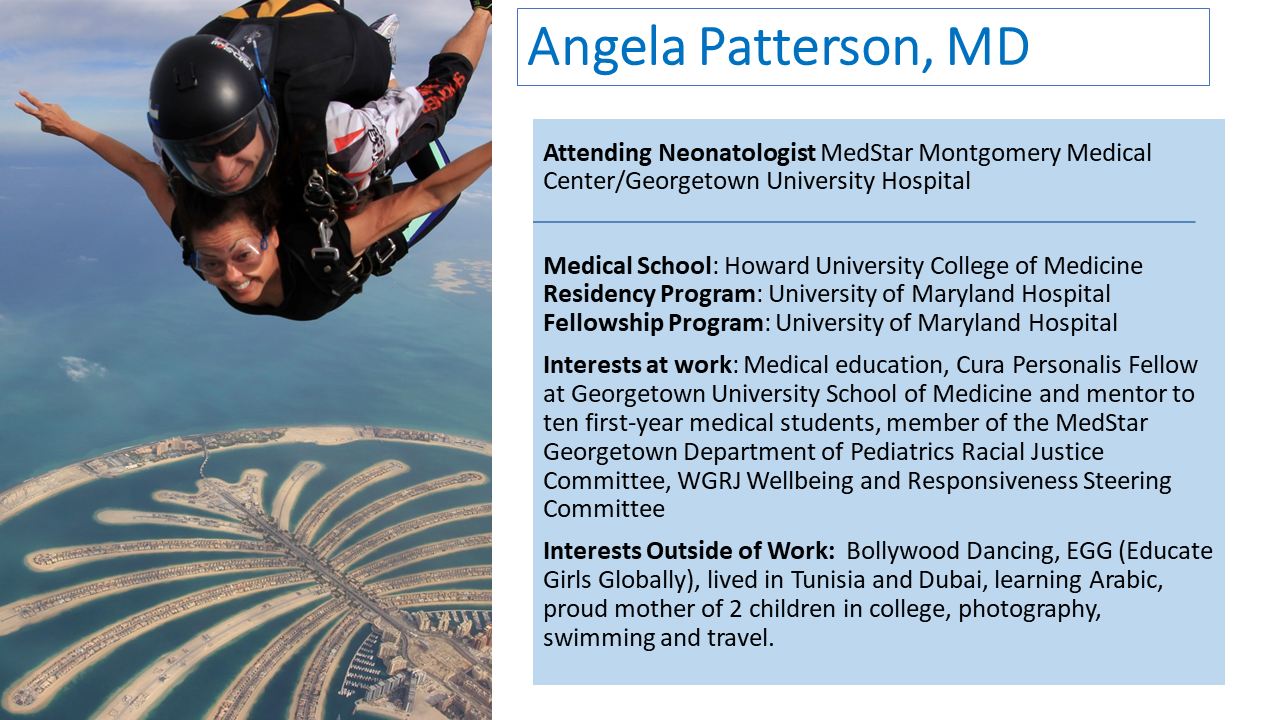 Angela Patterson, MD
Attending Neonatologist MedStar Montgomery Medical
Center/Georgetown University Hospital
Medical School: Howard University College of Medicine
Residency Program: University of Maryland Hospital
Fellowship Program: University of Maryland Hospital
Interests at work: Medical education, Cura Personalis Fellow
at Georgetown University School of Medicine and mentor to
ten first-year medical students, member of the MedStar
Georgetown Department of Pediatrics Racial Justice
Committee, WGRJ Wellbeing and Responsiveness Steering
Committee
Interests Outside of Work: Bollywood Dancing, EGG (Educate
Girls Globally), lived in Tunisia and Dubai, learning Arabic,
proud mother of 2 children in college, photography,
swimming and travel.